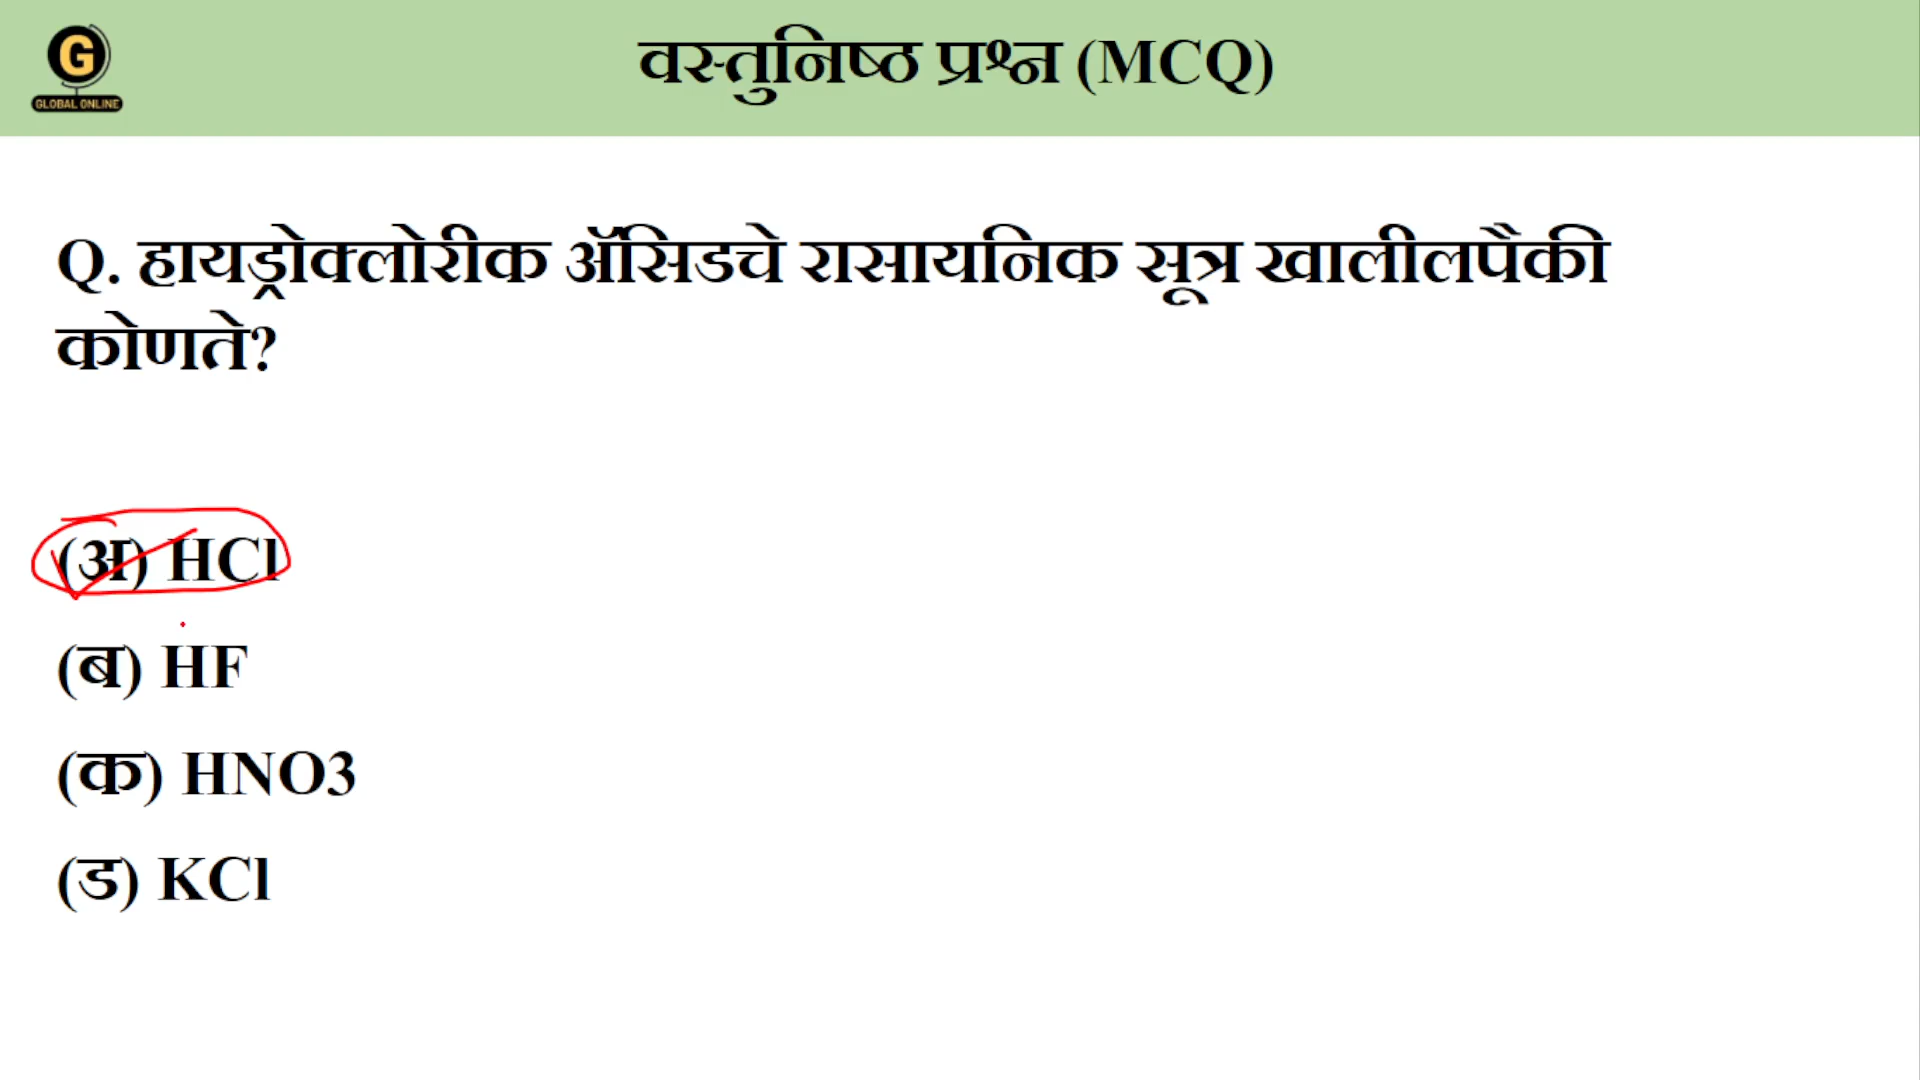 G
GLOBAL ONLINE
वस्तुनिष्ठ प्रश्न (MCQ)
Q. हायड्रोक्लोरीक ॲसिडचे रासायनिक सूत्र खालीलपैकी
कोणते?
(अ) HCl
(ब) HF
(क) HNO3
(ड) KCl